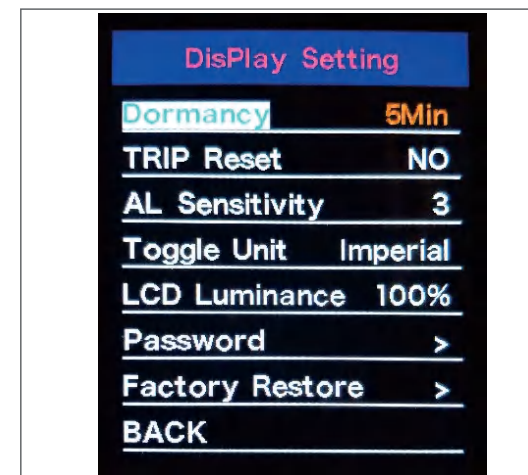 DisPlay Setting
Dormancy 5Min
TRIP Reset NO
AL Sensitivity 3
Toggle Unit Imperial
LCD Luminance 100%
Password >
Factory Restore >
BACK